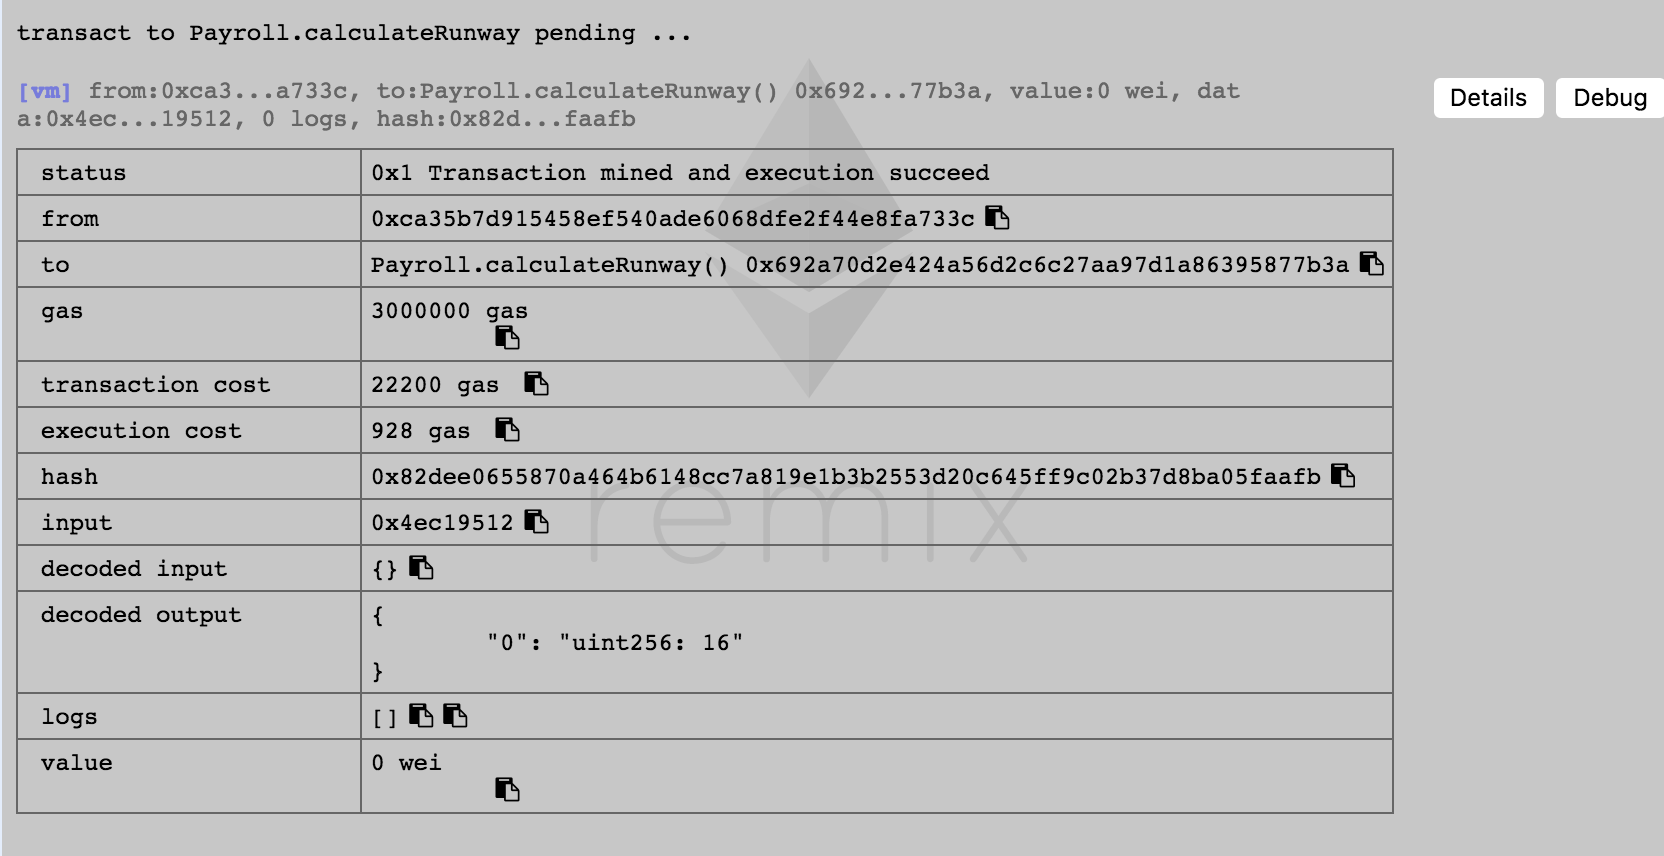 transact to Payroll.calculateRunway pending ...
[vm] from:0xca3...a733c, to:Payroll.calculateRunway() 0x692...77b3a, value:0 wei, dat
a:0x4ec...19512, 0 logs, hash:0x82d...faafb
Details Debug
status 0x1 Transaction mined and execution succeed
from 0xca35b7d915458ef540ade6068dfe2f44e8fa733c
to Payroll.calculateRunway() 0x692a70d2e424a56d2c6c27aa97d1a86395877b3a
gas 3000000 gas
transaction cost 22200 gas
execution cost 928 gas
hash 0x82dee0655870a464b6148cc7a819e1b3b2553d20c645ff9c02b37d8ba05faafb
input 0x4ec19512
decoded input {}
decoded output {
"0": "uint256: 16"
}
logs []
value 0 wei
remix